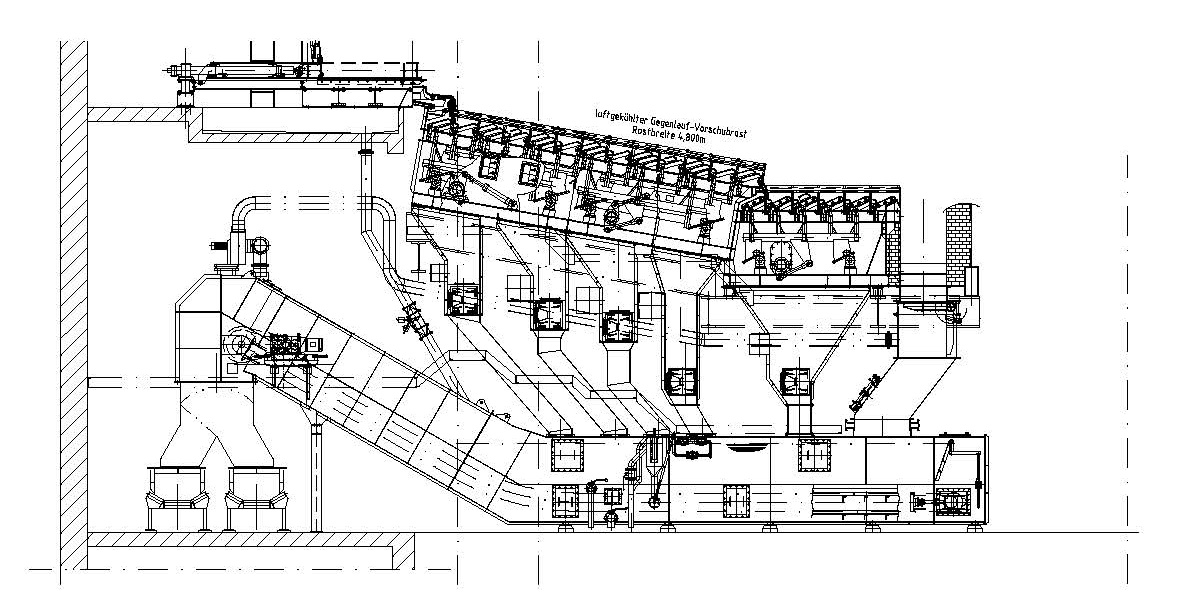 luftgekühlter Gegenlauf-Vorschubrost
Rostbreite 4,800m